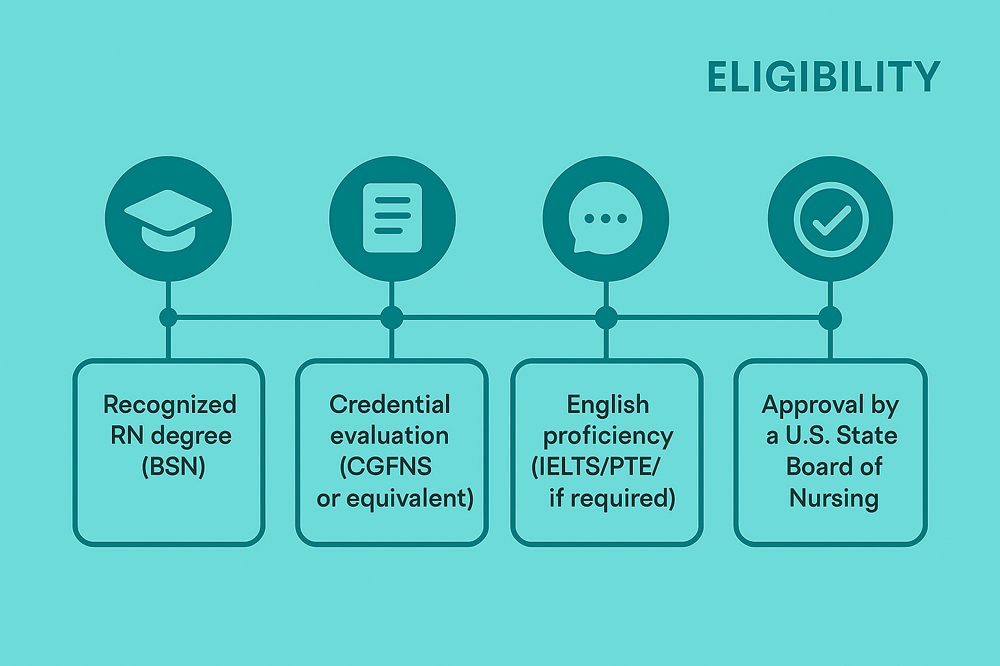 ELIGIBILITY
Recognized
RN degree
(BSN)
Credential
evaluation
(CGFNS
or equivalent)
English
proficiency
(IELTS/PTE/
if required)
Approval by
a U.S. State
Board of
Nursing